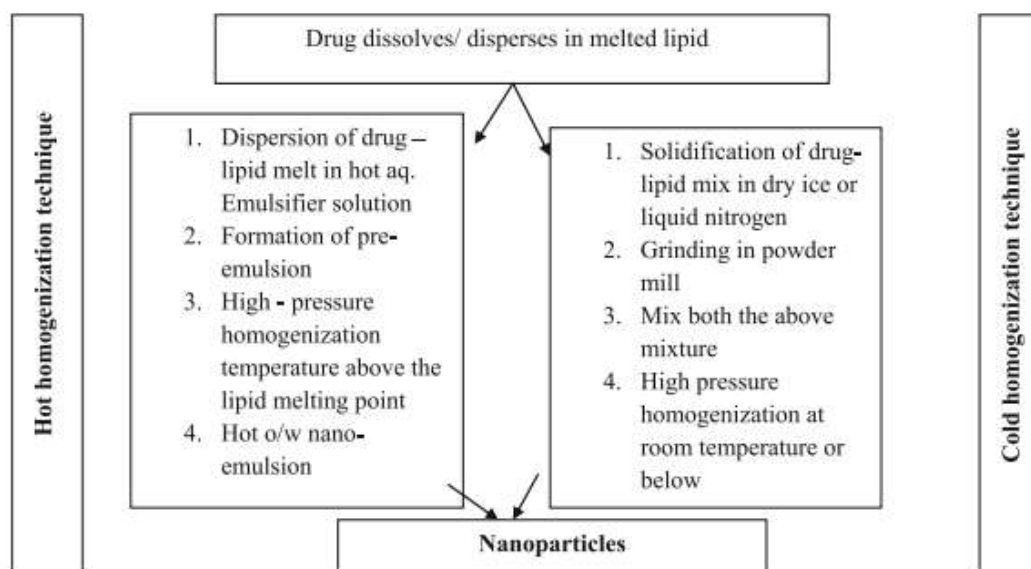 Hot homogenization technique
Drug dissolves/ disperses in melted lipid
1. Dispersion of drug –
lipid melt in hot aq.
Emulsifier solution
2. Formation of pre-
emulsion
3. High - pressure
homogenization
temperature above the
lipid melting point
4. Hot o/w nano-
emulsion
1. Solidification of drug-
lipid mix in dry ice or
liquid nitrogen
2. Grinding in powder
mill
3. Mix both the above
mixture
4. High pressure
homogenization at
room temperature or
below
Nanoparticles
Cold homogenization technique